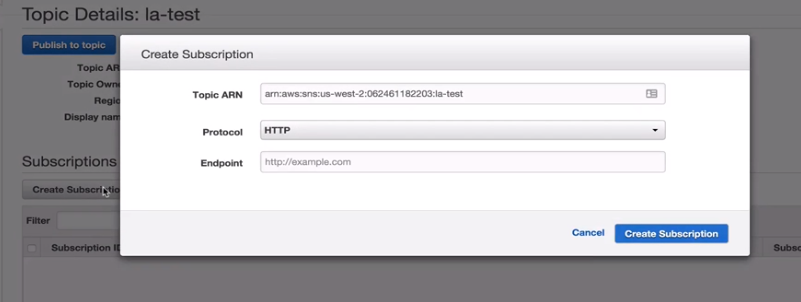 Topic Details: la-test
Publish to topic
Create Subscription
Topic AR
Topic Owne
Regio
Display nam
Topic ARN
arn:aws:sns:us-west-2:062461182203:la-test
Protocol
HTTP
Endpoint
http://example.com
Subscriptions
Create Subscriptio
Filter
Cancel
Create Subscription
Subscription ID
Subsc